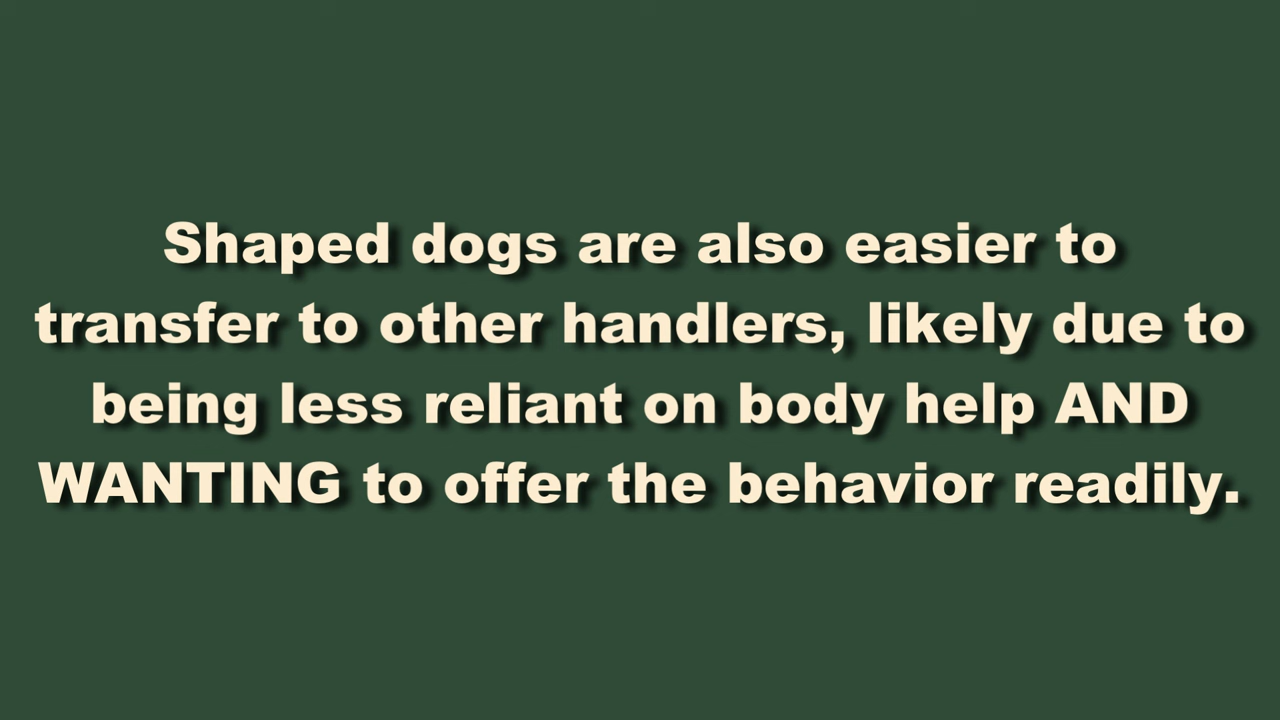 Shaped dogs are also easier to
transfer to other handlers, likely due to
being less reliant on body help AND
WANTING to offer the behavior readily.